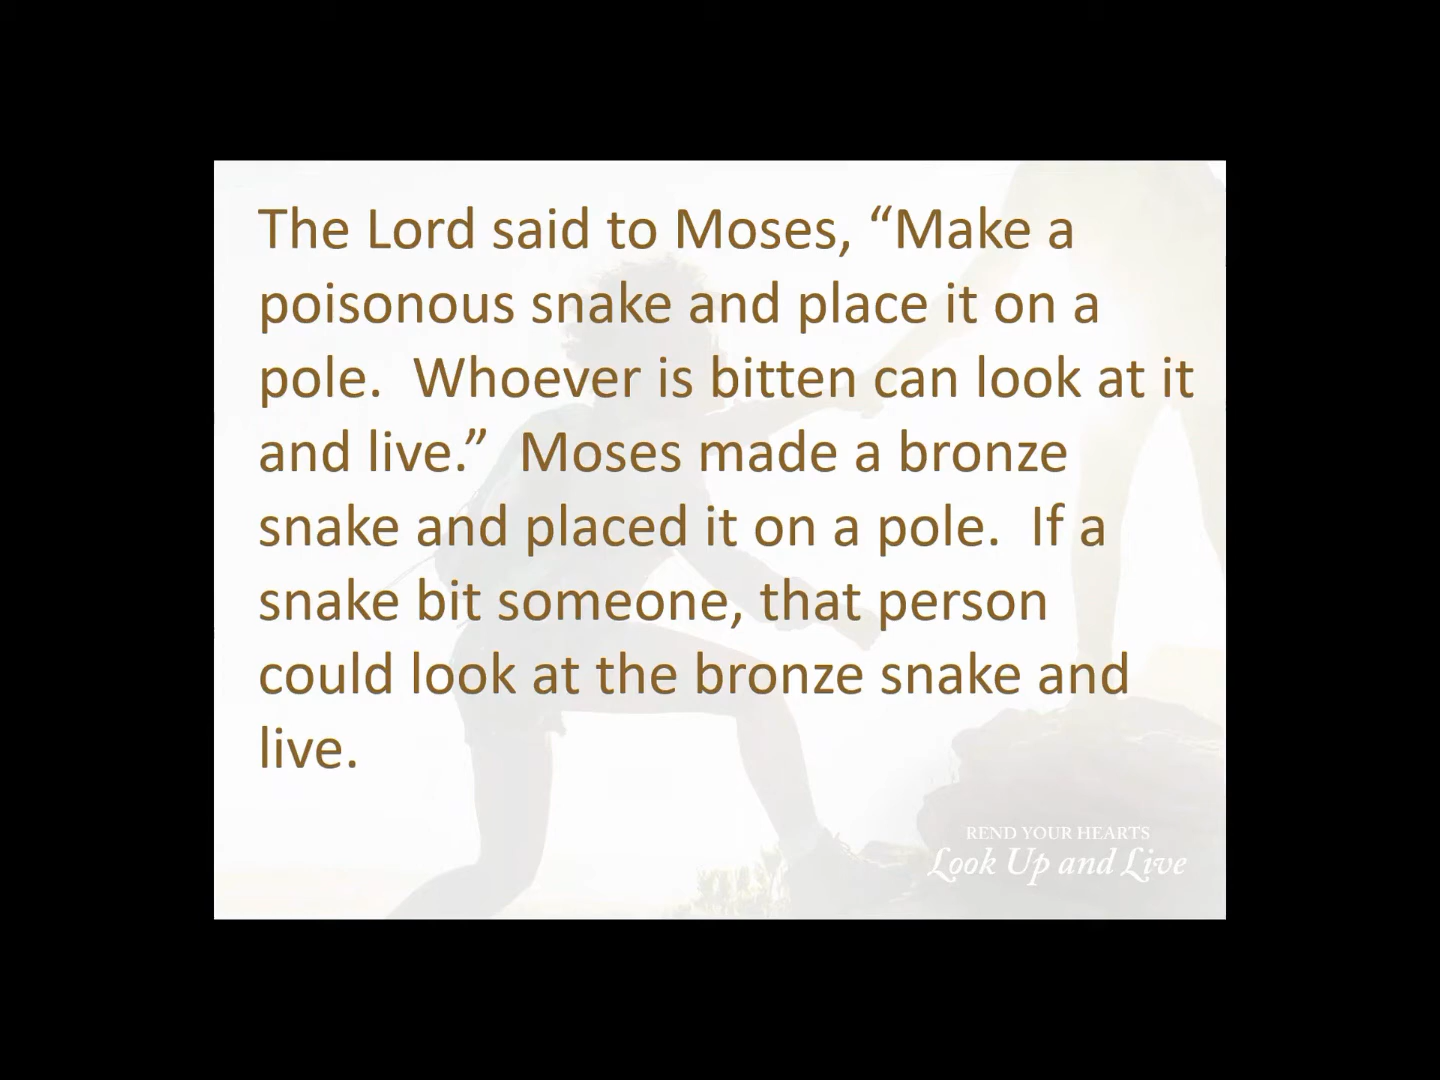 The Lord said to Moses, “Make a
poisonous snake and place it on a
pole.  Whoever is bitten can look at it
and live.”  Moses made a bronze
snake and placed it on a pole.  If a
snake bit someone, that person
could look at the bronze snake and
live.
REND YOUR HEARTS
Look Up and Live